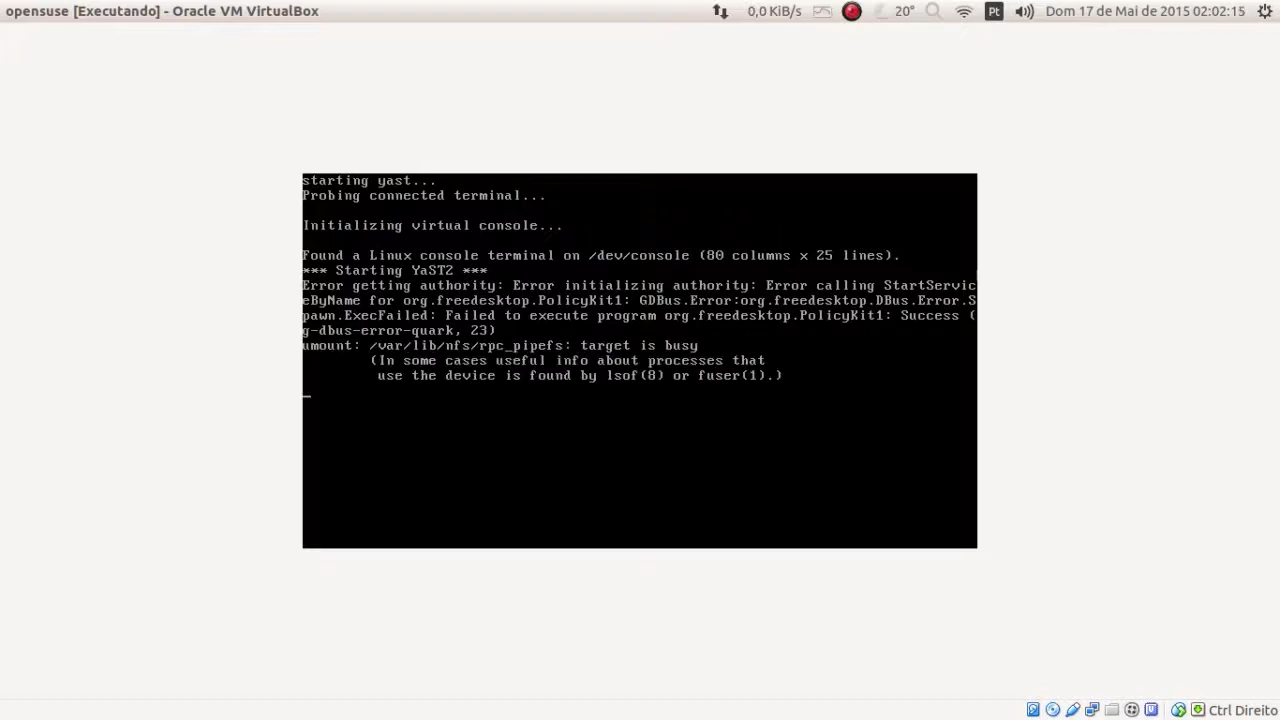 opensuse [Executando] - Oracle VM VirtualBox
0,0 KiB/s
20°
Pt
Dom 17 de Mai de 2015 02:02:15
starting yast...
Probing connected terminal...
Initializing virtual console...
Found a Linux console terminal on /dev/console (80 columns x 25 lines).
*** Starting YaST2 ***
Error getting authority: Error initializing authority: Error calling StartServic
eByName for org.freedesktop.PolicyKit1: GDBus.Error:org.freedesktop.DBus.Error.S
pawn.ExecFailed: Failed to execute program org.freedesktop.PolicyKit1: Success (
g-dbus-error-quark, 23)
umount: /var/lib/nfs/rpc_pipefs: target is busy
(In some cases useful info about processes that
use the device is found by lsof(8) or fuser(1).)
Ctrl Direito